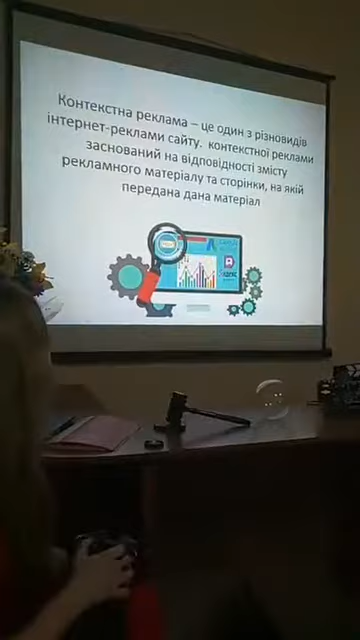 Контекстна реклама – це один з різновидів
інтернет-реклами сайту. контекстної реклами
заснований на відповідності змісту
рекламного матеріалу та сторінки, на якій
передана дана матеріал